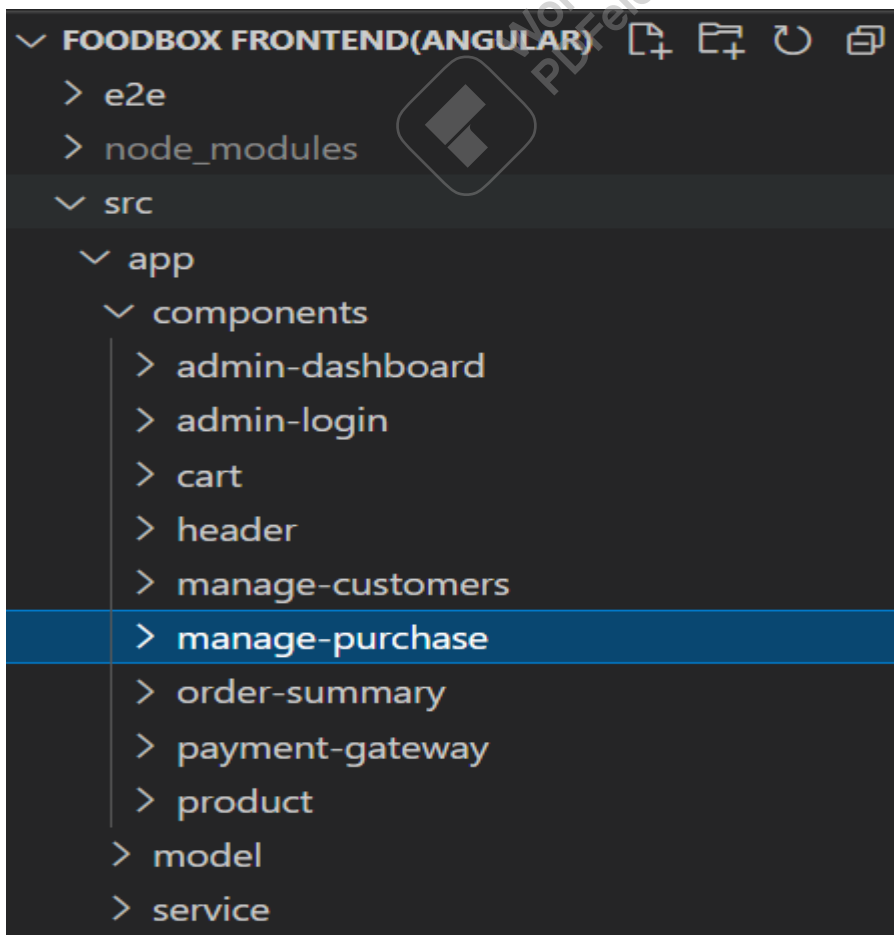 FOODBOX FRONTEND(ANGULAR)
e2e
node_modules
src
app
components
admin-dashboard
admin-login
cart
header
manage-customers
manage-purchase
order-summary
payment-gateway
product
model
service